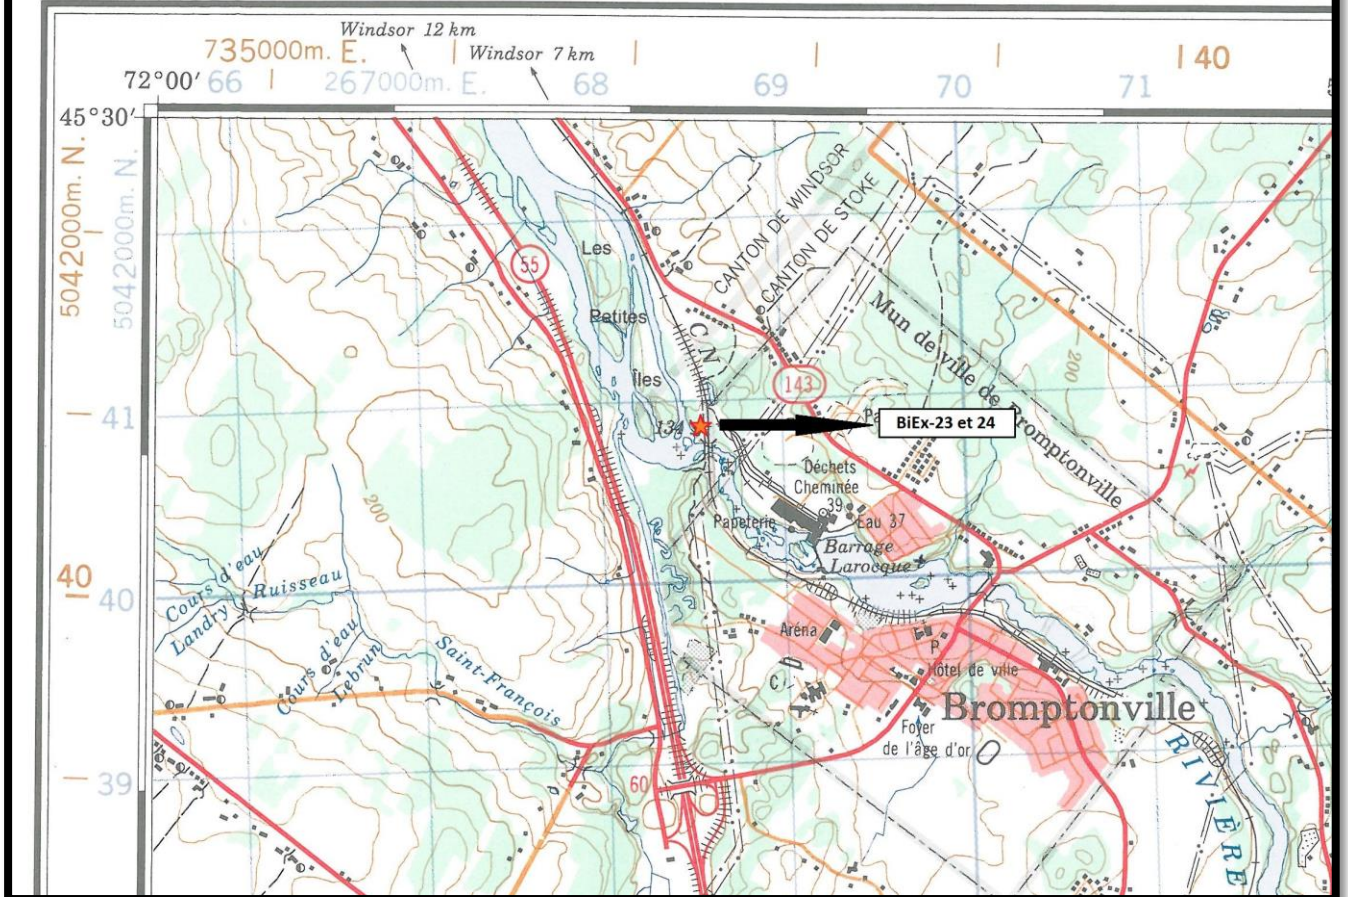 Windsor 12 km
735000m. E.
Windsor 7 km
40
72°00'
66
267000m. E.
68
69
70
71
45°30'
5042000m. N.
5042000m. N.
CANTON DE WINDSOR
CANTON DE STOKE
Les
55
Petites
Mun de ville de Bromptonville
C N
200
Îles
143
41
134
BiEx-23 et 24
Pa
Déchets
Cheminée
39
200
Papeterie
Eau 37
Barrage
Larocque
40
40
Cours d'eau
Landry
Ruisseau
Cours d'eau
Lebrun
Saint-François
Aréna
P
Hôtel de ville
C
Bromptonville
Foyer
de l'âge d'or
39
60
RIVIÈRE